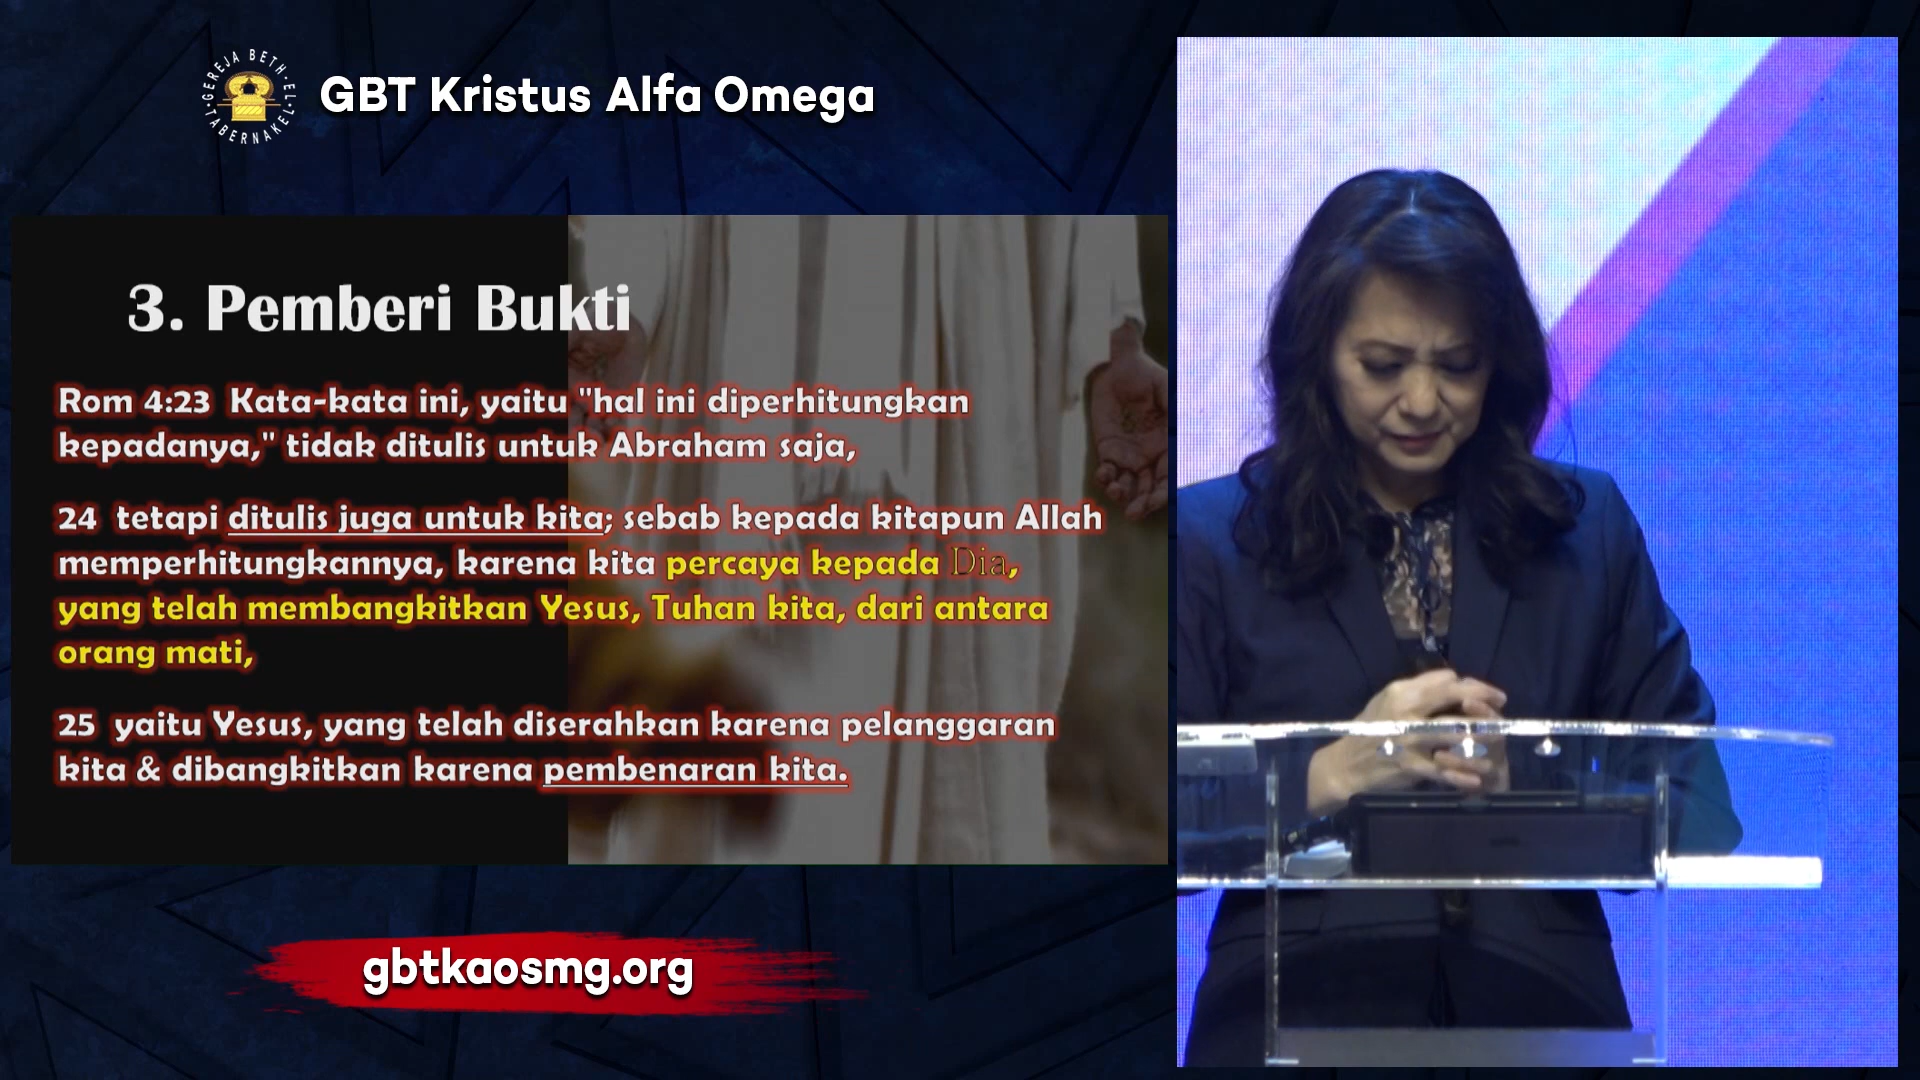 GEREJA BETH-EL TABERNAKEL
GBT Kristus Alfa Omega
3. Pemberi Bukti
Rom 4:23 Kata-kata ini, yaitu "hal ini diperhitungkan
kepadanya," tidak ditulis untuk Abraham saja,
24 tetapi ditulis juga untuk kita; sebab kepada kitapun Allah
memperhitungkannya, karena kita percaya kepada Dia,
yang telah membangkitkan Yesus, Tuhan kita, dari antara
orang mati,
25 yaitu Yesus, yang telah diserahkan karena pelanggaran
kita & dibangkitkan karena pembenaran kita.
gbtkaosmg.org